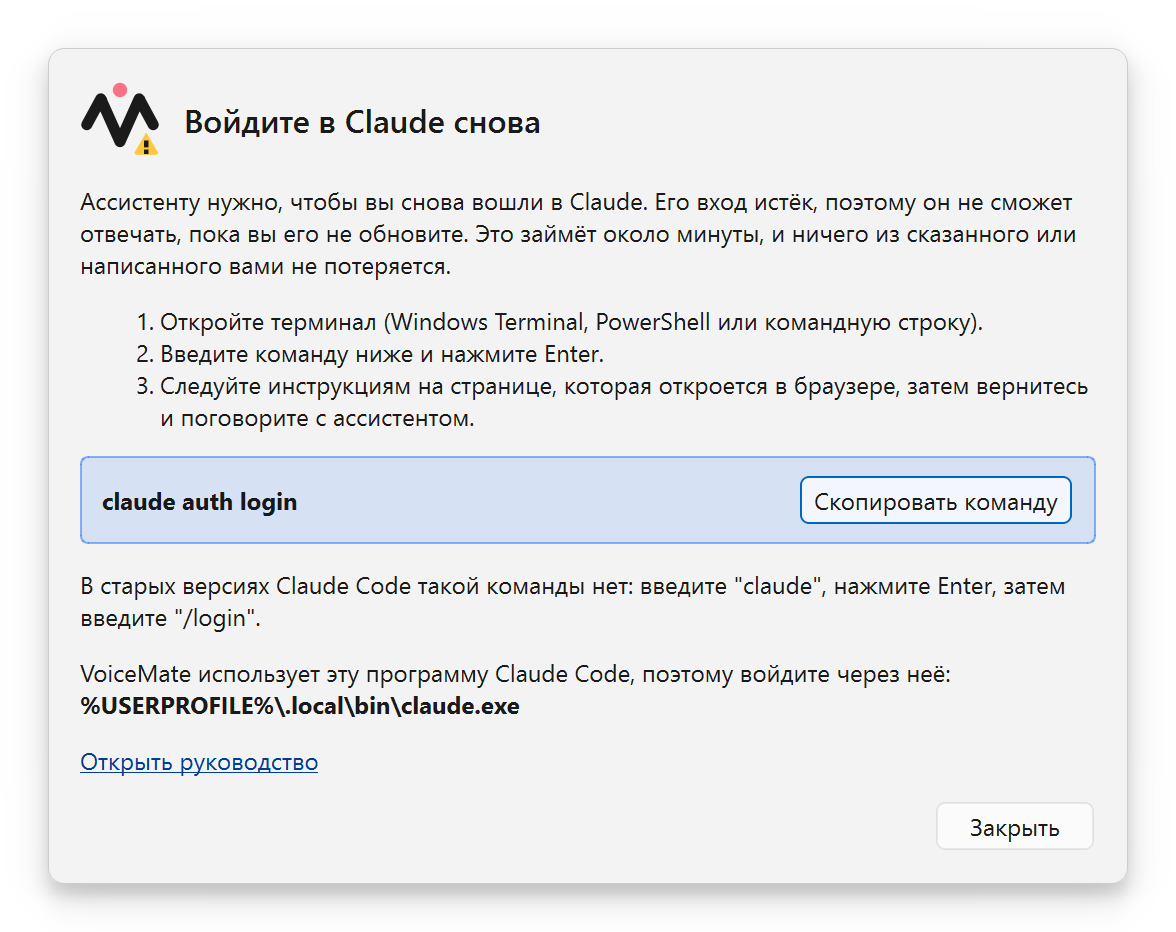 Войдите в Claude снова
Ассистенту нужно, чтобы вы снова вошли в Claude. Его вход истёк, поэтому он не сможет
отвечать, пока вы его не обновите. Это займёт около минуты, и ничего из сказанного или
написанного вами не потеряется.
1. Откройте терминал (Windows Terminal, PowerShell или командную строку).
2. Введите команду ниже и нажмите Enter.
3. Следуйте инструкциям на странице, которая откроется в браузере, затем вернитесь
и поговорите с ассистентом.
claude auth login
Скопировать команду
В старых версиях Claude Code такой команды нет: введите "claude", нажмите Enter, затем
введите "/login".
VoiceMate использует эту программу Claude Code, поэтому войдите через неё:
%USERPROFILE%\.local\bin\claude.exe
Открыть руководство
Закрыть